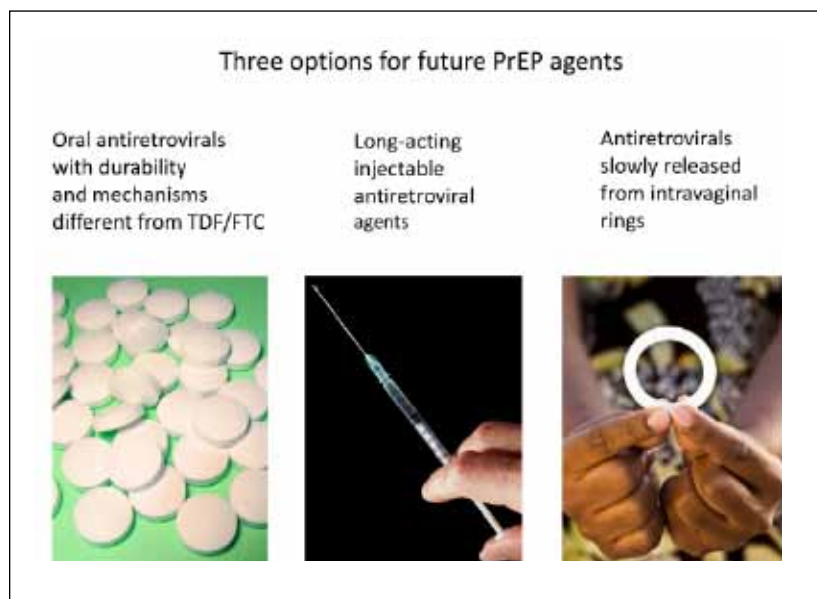 Three options for future PrEP agents
Oral antiretrovirals
with durability
and mechanisms
different from TDF/FTC
Long-acting
injectable
antiretroviral
agents
Antiretrovirals
slowly released
from intravaginal
rings